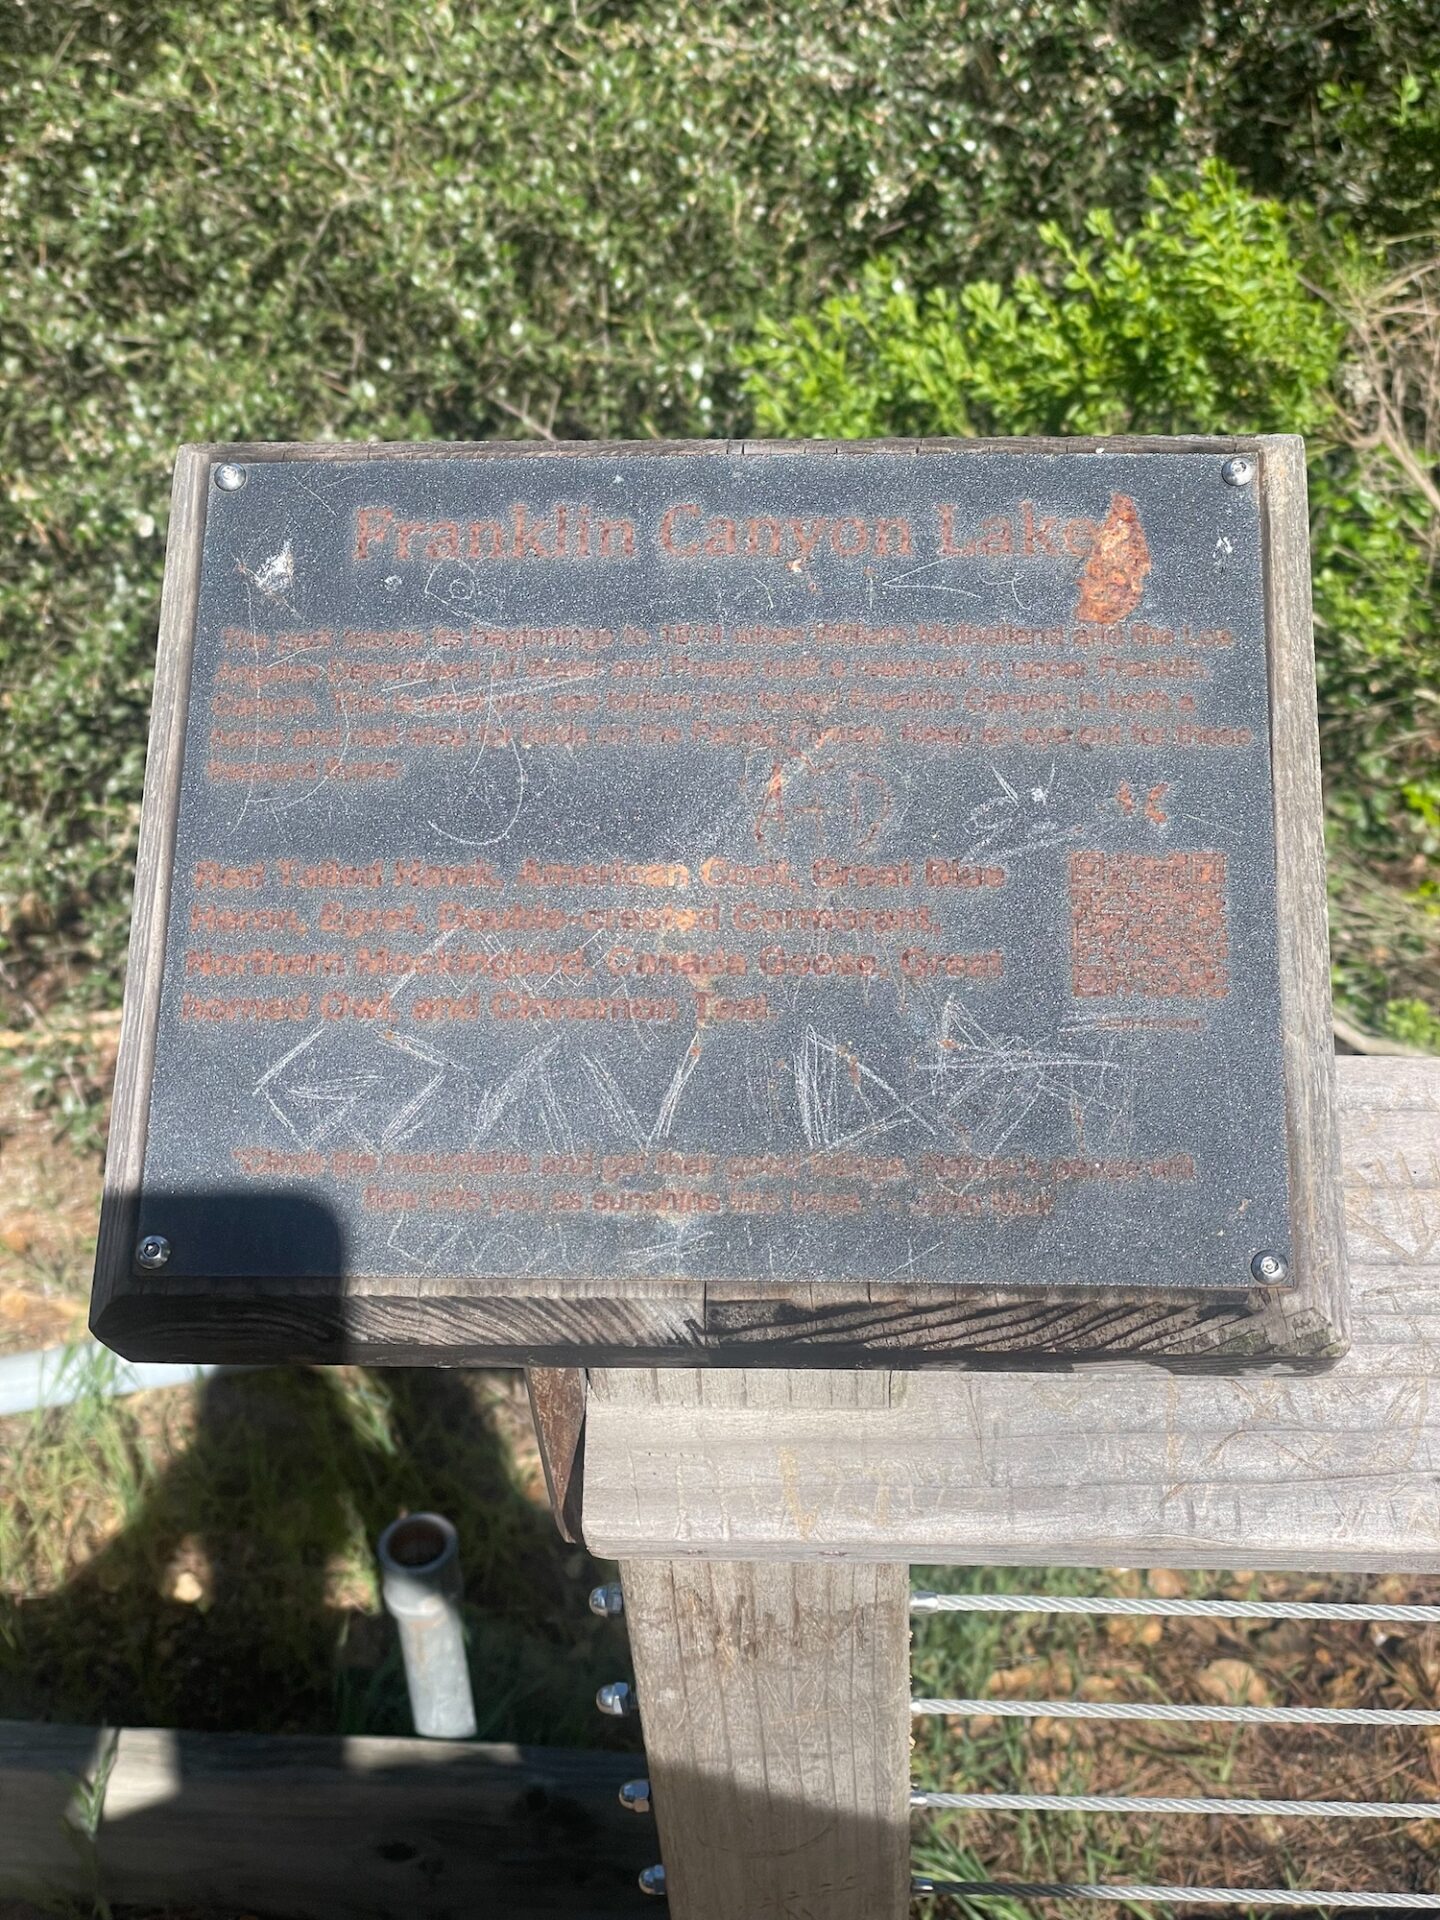 Franklin Canyon Lake
The park traces its beginnings to 1914 when William Mulholland and the Los
Angeles Department of Water and Power built a reservoir in upper Franklin
Canyon. This is what you see before you today! Franklin Canyon is both a
home and rest stop for birds on the Pacific Flyway. Keep an eye out for these
frequent flyers:
A+D
Red Tailed Hawk, American Coot, Great Blue
Heron, Egret, Double-crested Cormorant,
Northern Mockingbird, Canada Goose, Great
horned Owl, and Cinnamon Teal.
"Climb the mountains and get their good tidings. Nature's peace will
flow into you as sunshine into trees." - John Muir